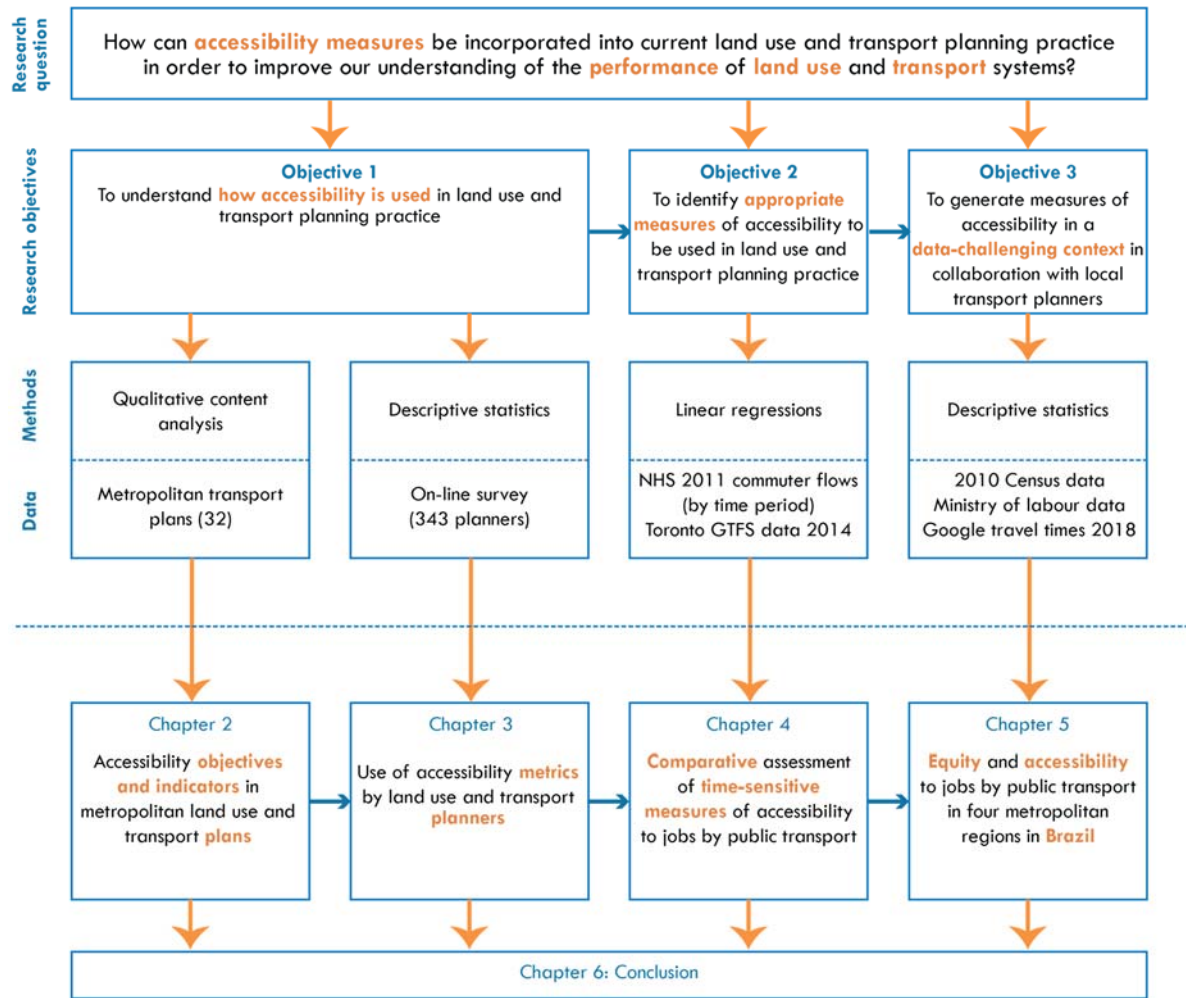 Research
question
How can accessibility measures be incorporated into current land use and transport planning practice
in order to improve our understanding of the performance of land use and transport systems?
Research objectives
Objective 1
To understand how accessibility is used in land use and
transport planning practice
Objective 2
To identify appropriate
measures of accessibility to
be used in land use and
transport planning practice
Objective 3
To generate measures of
accessibility in a
data-challenging context in
collaboration with local
transport planners
Methods
Qualitative content
analysis
Descriptive statistics
Linear regressions
Descriptive statistics
Data
Metropolitan transport
plans (32)
On-line survey
(343 planners)
NHS 2011 commuter flows
(by time period)
Toronto GTFS data 2014
2010 Census data
Ministry of labour data
Google travel times 2018
Chapter 2
Accessibility objectives
and indicators in
metropolitan land use and
transport plans
Chapter 3
Use of accessibility metrics
by land use and transport
planners
Chapter 4
Comparative assessment
of time-sensitive
measures of accessibility
to jobs by public transport
Chapter 5
Equity and accessibility
to jobs by public transport
in four metropolitan
regions in Brazil
Chapter 6: Conclusion